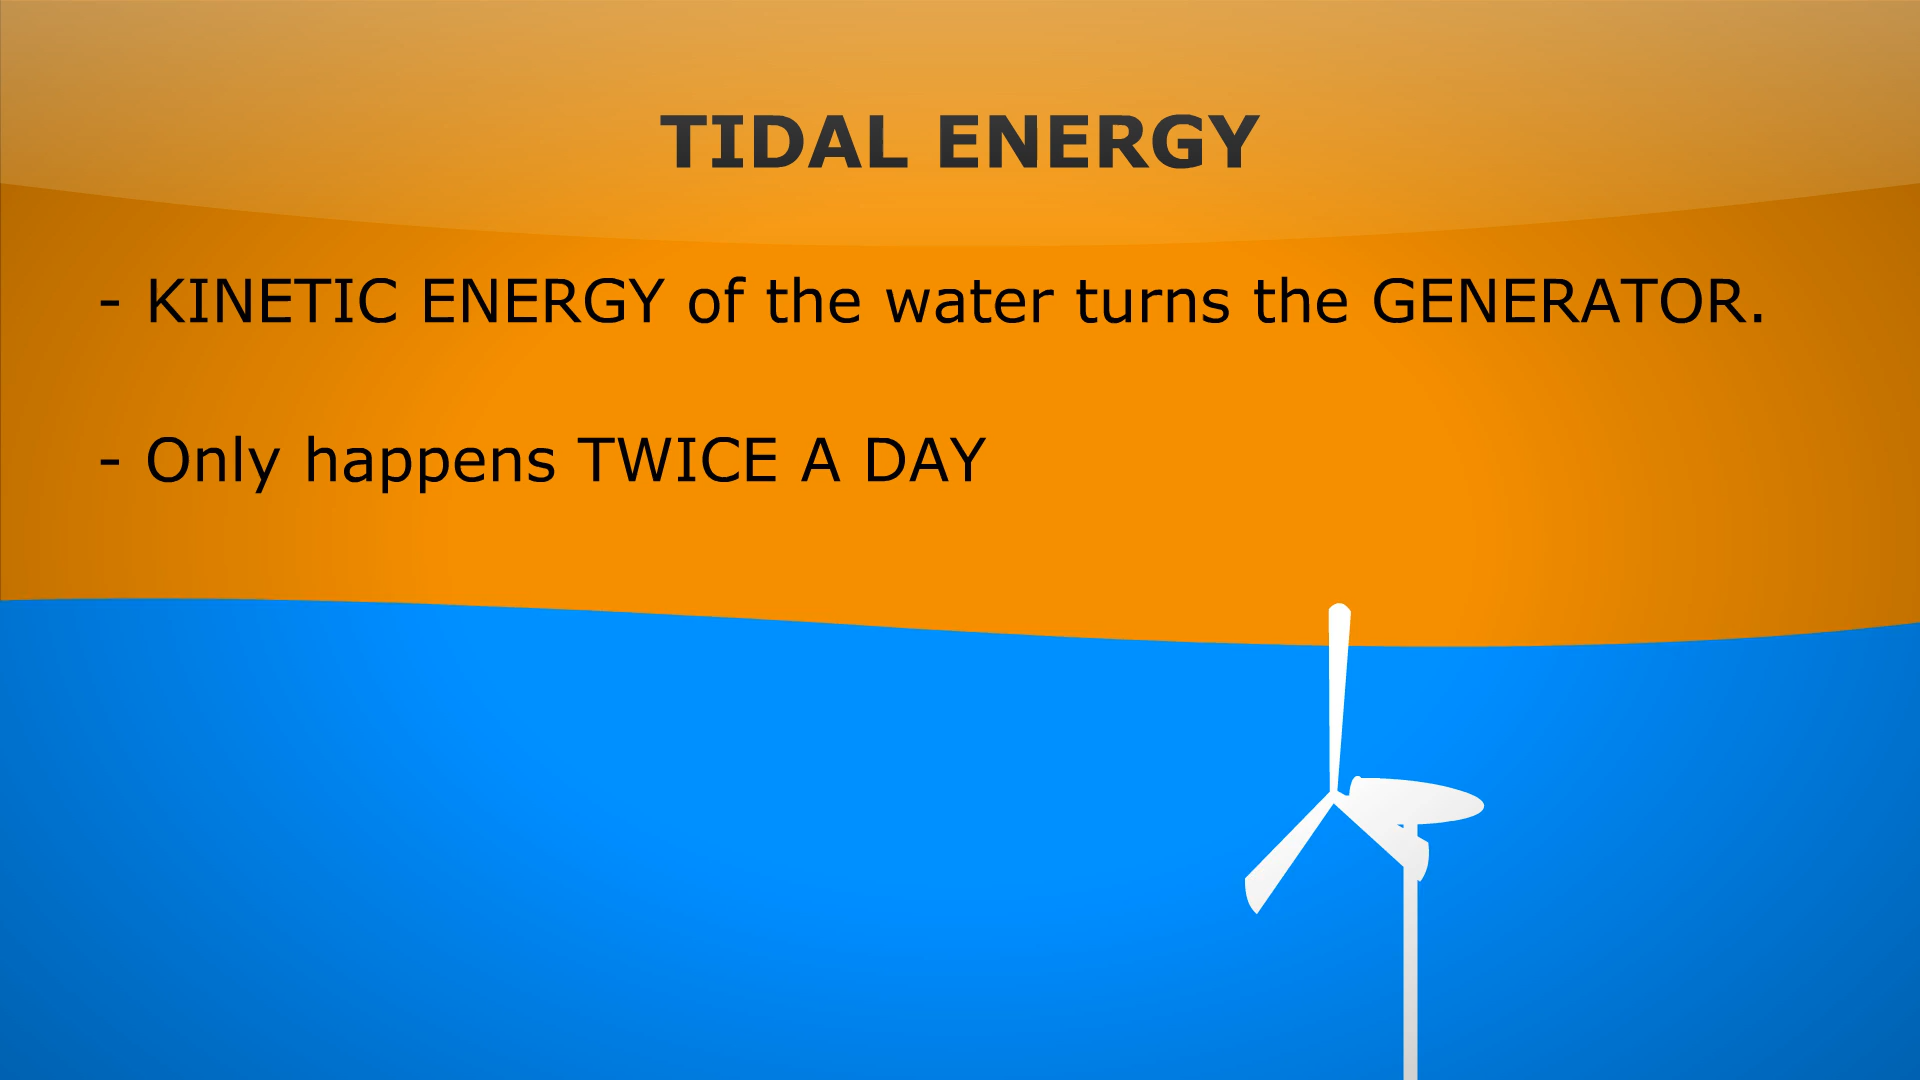 TIDAL ENERGY
- KINETIC ENERGY of the water turns the GENERATOR.
- Only happens TWICE A DAY